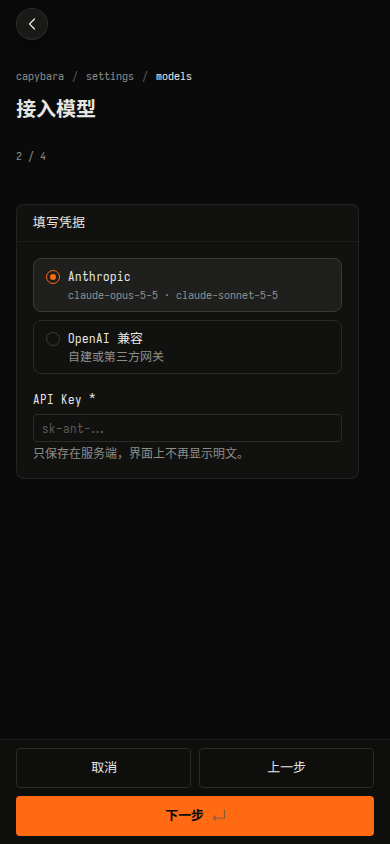 capybara / settings / models
接入模型
2 / 4
填写凭据
Anthropic
claude-opus-5-5 · claude-sonnet-5-5
OpenAI 兼容
自建或第三方网关
API Key *
sk-ant-...
只保存在服务端，界面上不再显示明文。
取消
上一步
下一步